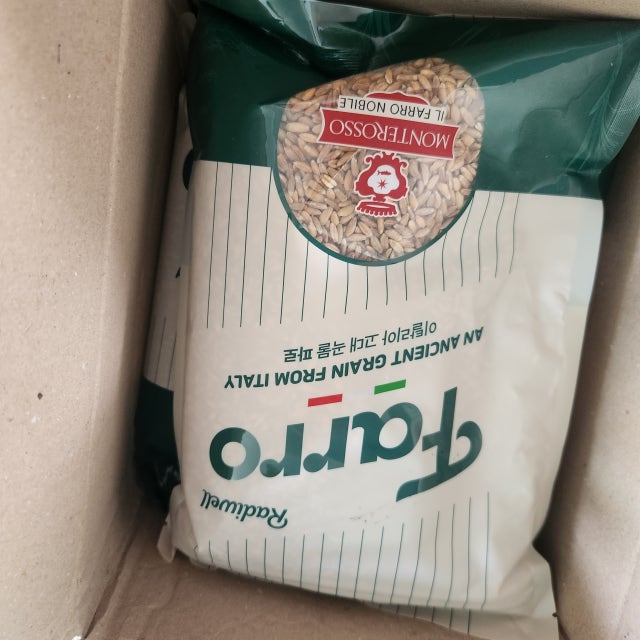 Radiwell
Farro
AN ANCIENT GRAIN FROM ITALY
이탈리아 고대 곡물 파로
MONTEROSSO
IL FARRO NOBILE